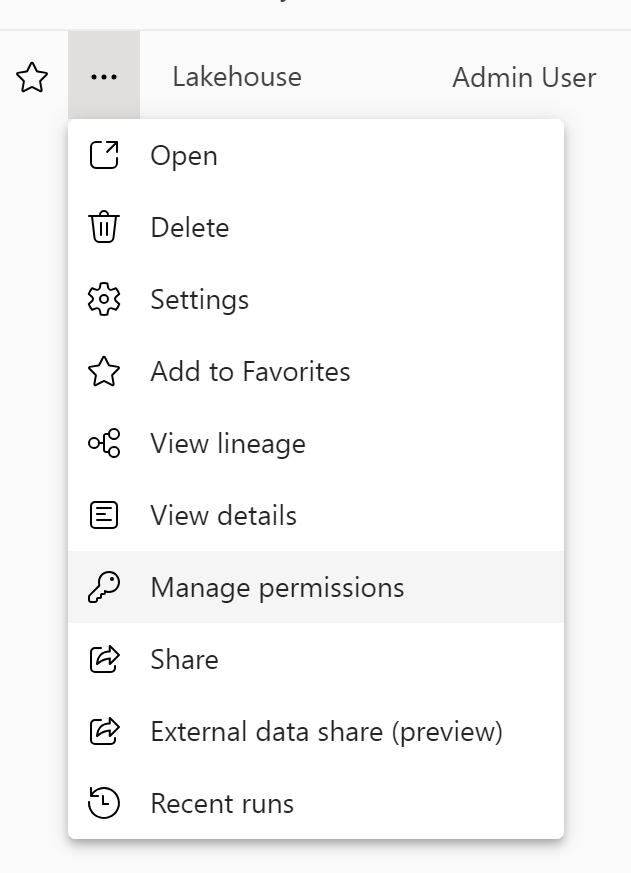 Lakehouse Admin User
Open
Delete
Settings
Add to Favorites
View lineage
View details
Manage permissions
Share
External data share (preview)
Recent runs